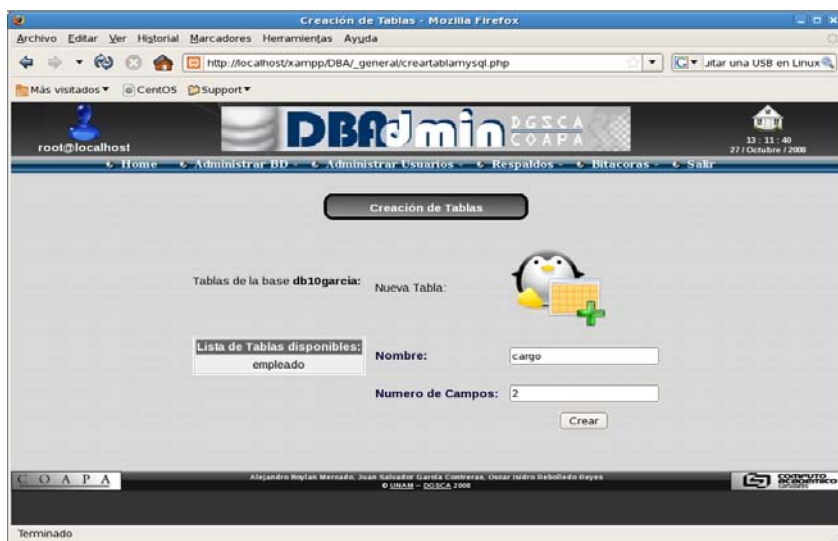 Creación de Tablas - Mozilla Firefox
Archivo Editar Ver Historial Marcadores Herramientas Ayuda
http://localhost/xampp/DBA/_general/creartablamysql.php
uitar una USB en Linux
Más visitados CentOS Support
root@localhost
DBAdmin DGSCA COAPA
13 : 11 : 40
27 / Octubre / 2008
Home Administrar BD Administrar Usuarios Respaldos Bitacoras Salir
Creación de Tablas
Tablas de la base db10garcia:
Nueva Tabla:
Lista de Tablas disponibles:
empleado
Nombre: cargo
Numero de Campos: 2
Crear
COAPA
Alejandro Roylan Mercado, Juan Salvador García Contreras, Oscar Isidro Rebolledo Reyes
© UNAM – DGSCA 2008
COMPUTO
ACADEMICO
Terminado